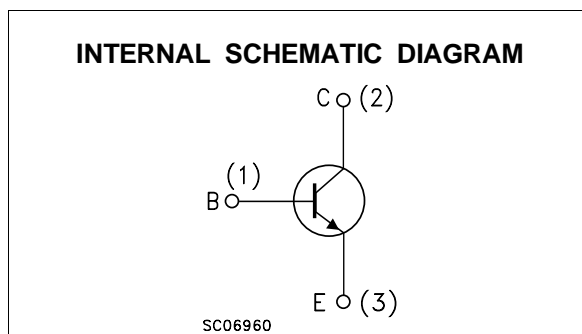 INTERNAL SCHEMATIC DIAGRAM
C (2)
(1)
B
E (3)
SC06960